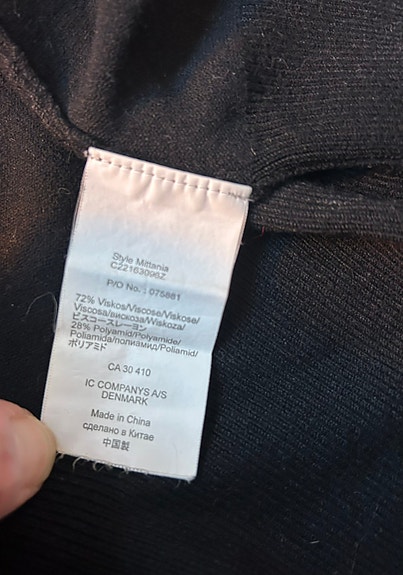 Style Mittania
C22163096Z
P/O No. : 075861
72% Viskos/Viscose/Viskose/
Viscosa/вискоза/Wiskoza/
ビスコースレーヨン
28% Polyamid/Polyamide/
Poliamida/полиамид/Poliamid/
ポリアミド
CA 30 410
IC COMPANYS A/S
DENMARK
Made in China
сделано в Китае
中国製